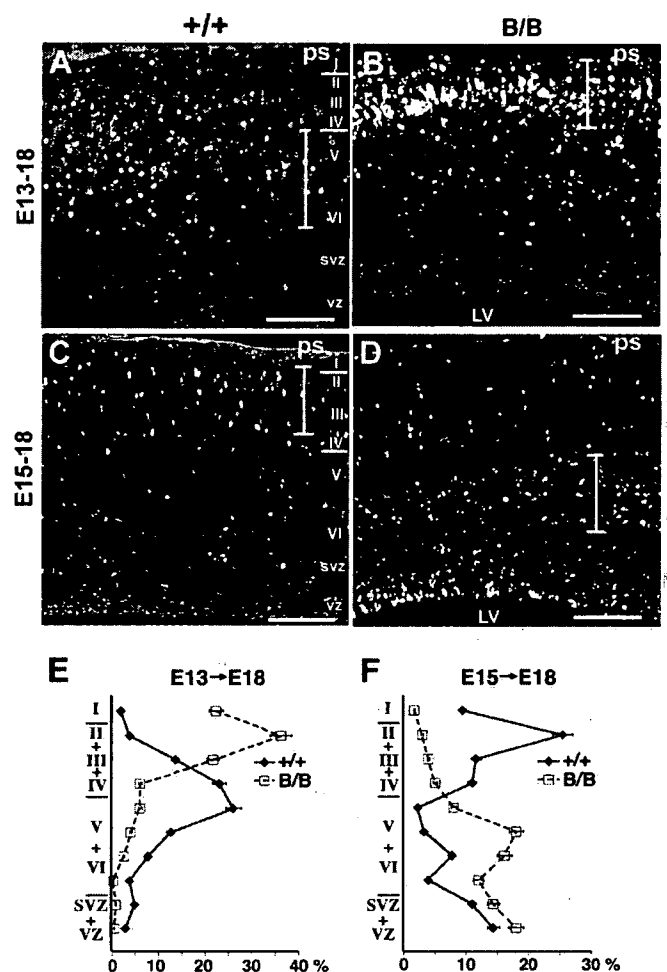 +/+ B/B
E13-18
A ps I II III IV V VI SVZ VZ
B ps LV
E15-18
C ps I II III IV V VI SVZ VZ
D ps LV
E E13→E18
I
II
+
III
+
IV
V
+
VI
SVZ
+
VZ
+/+
B/B
0 10 20 30 40 %
F E15→E18
I
II
+
III
+
IV
V
+
VI
SVZ
+
VZ
+/+
B/B
0 10 20 30 %